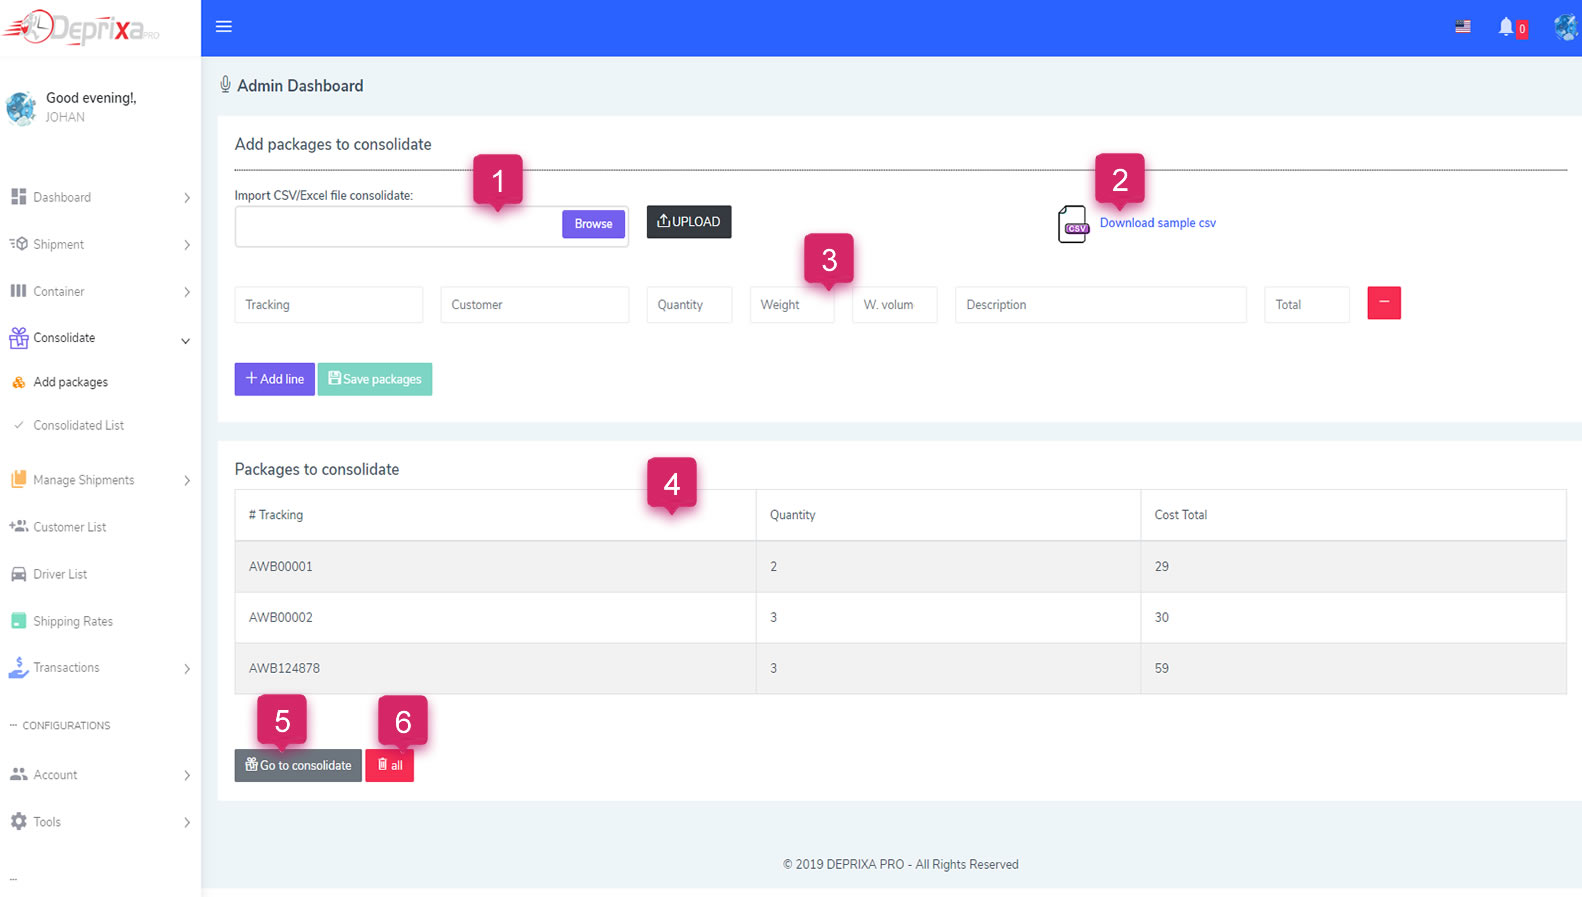 Deprixa PRO
0
Good evening!,
JOHAN
Dashboard
Shipment
Container
Consolidate
Add packages
Consolidated List
Manage Shipments
Customer List
Driver List
Shipping Rates
Transactions
... CONFIGURATIONS
Account
Tools
...
Admin Dashboard
Add packages to consolidate
1
2
Import CSV/Excel file consolidate:
Browse
UPLOAD
CSV
Download sample csv
3
Tracking Customer Quantity Weight W. volum Description Total
Add line Save packages
Packages to consolidate
4
# Tracking Quantity Cost Total
AWB00001 2 29
AWB00002 3 30
AWB124878 3 59
5 6
Go to consolidate all
© 2019 DEPRIXA PRO - All Rights Reserved